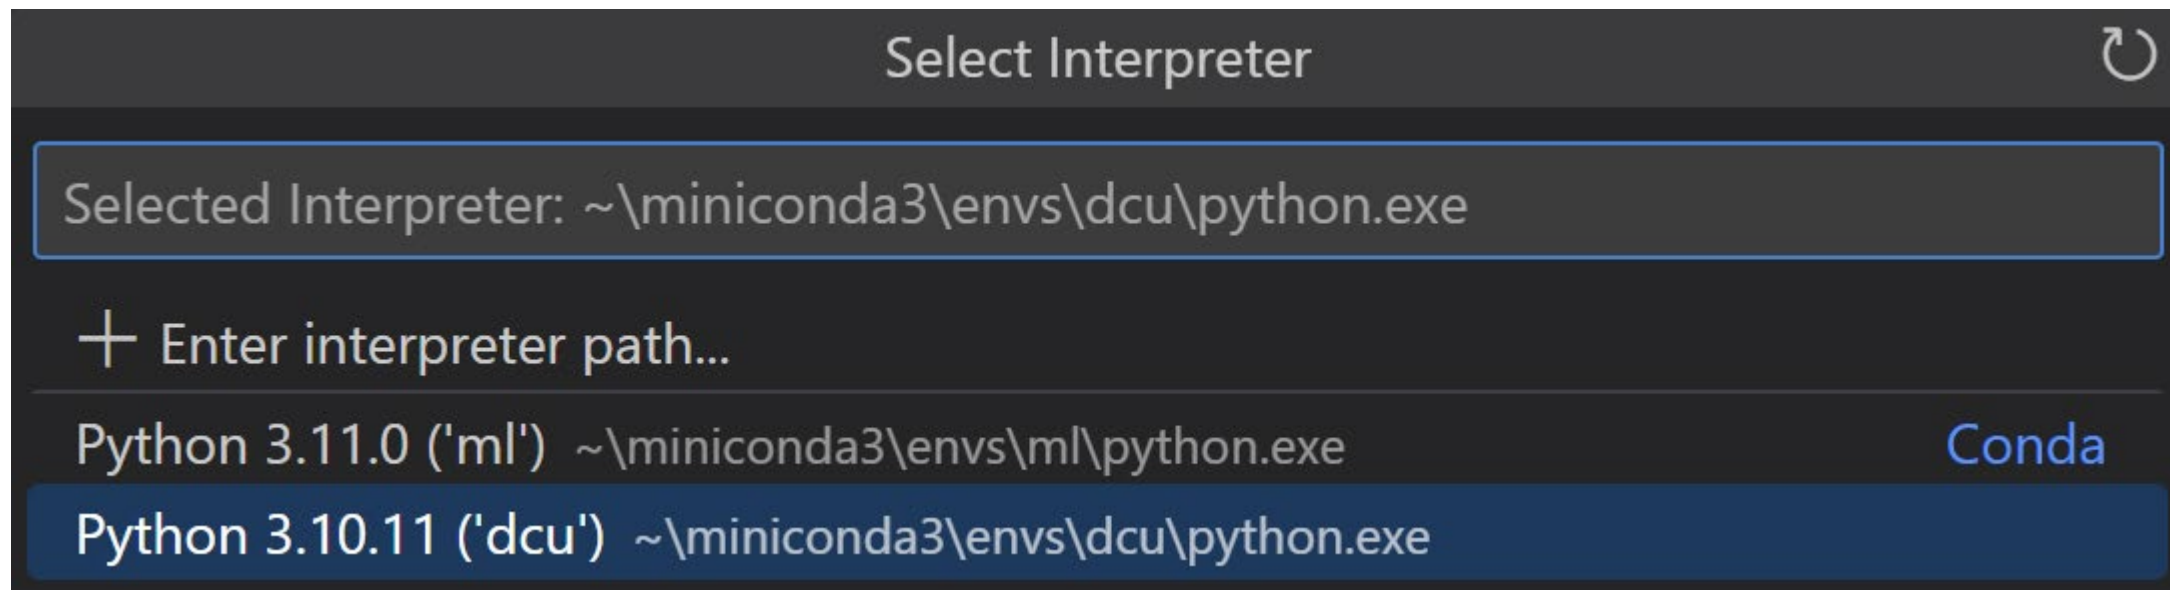 Select Interpreter
Selected Interpreter: ~\miniconda3\envs\dcu\python.exe
Enter interpreter path...
Python 3.11.0 ('ml') ~\miniconda3\envs\ml\python.exe Conda
Python 3.10.11 ('dcu') ~\miniconda3\envs\dcu\python.exe